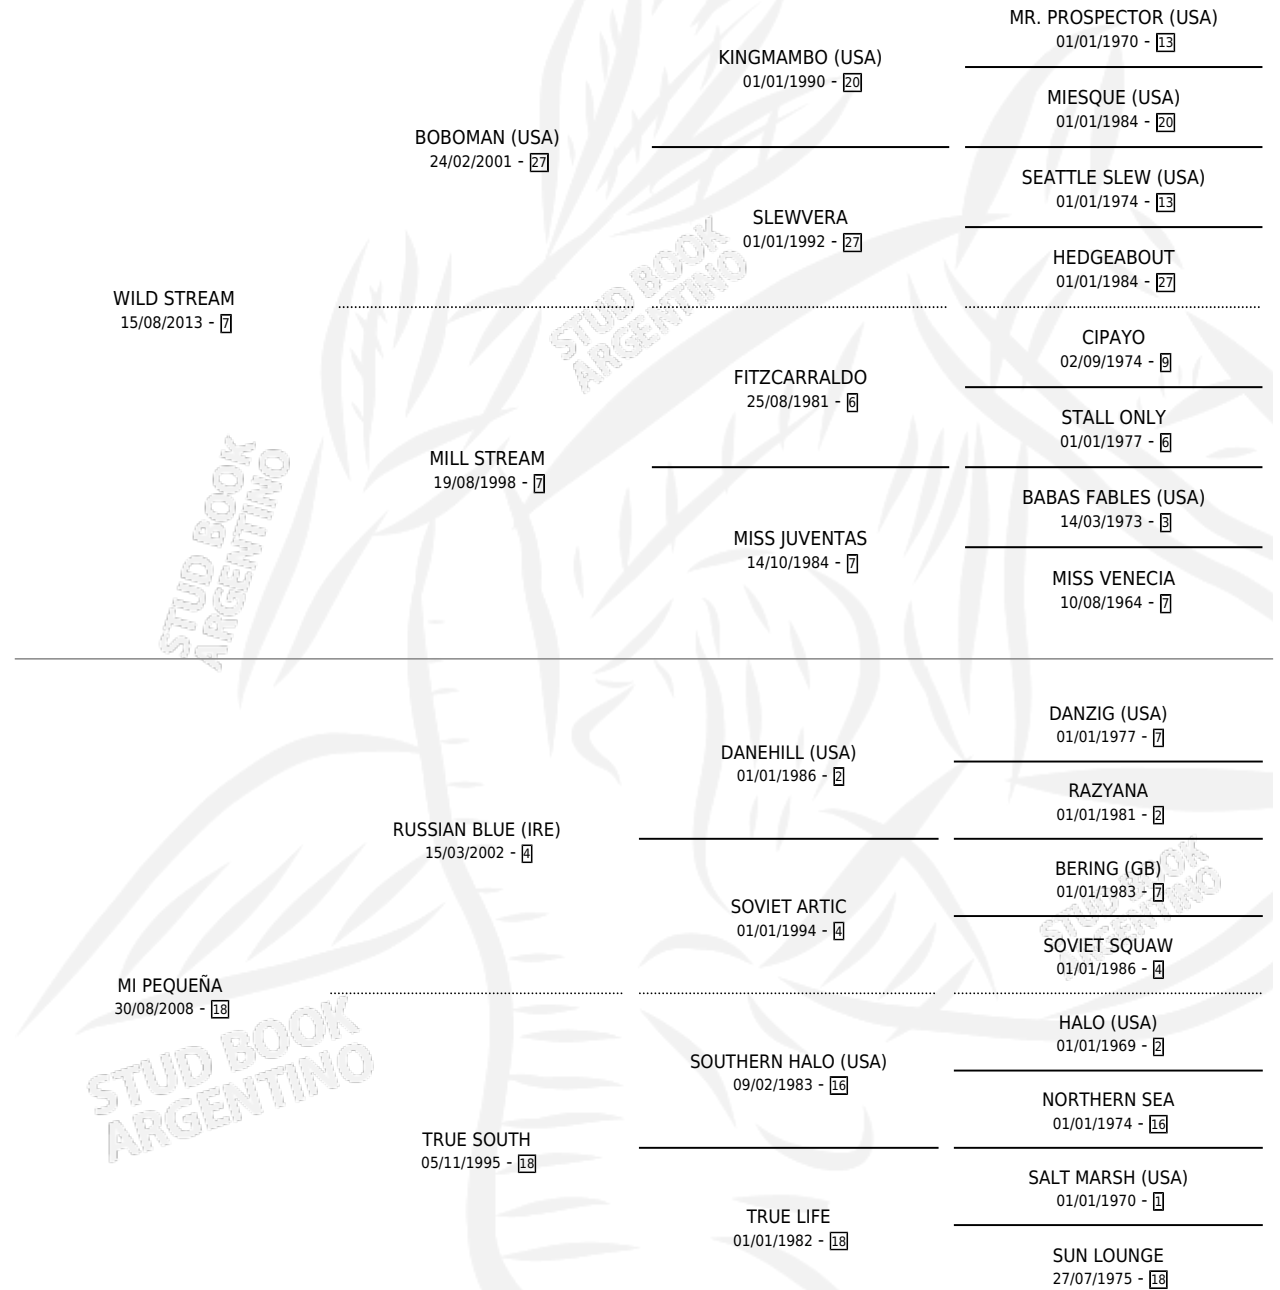 MR. PROSPECTOR (USA)
01/01/1970 - 13
KINGMAMBO (USA)
01/01/1990 - 20
MIESQUE (USA)
01/01/1984 - 20
BOBOMAN (USA)
24/02/2001 - 27
SEATTLE SLEW (USA)
01/01/1974 - 13
SLEWVERA
01/01/1992 - 27
HEDGEABOUT
01/01/1984 - 27
WILD STREAM
15/08/2013 - 7
CIPAYO
02/09/1974 - 9
FITZCARRALDO
25/08/1981 - 6
STALL ONLY
01/01/1977 - 6
MILL STREAM
19/08/1998 - 7
BABAS FABLES (USA)
14/03/1973 - 3
MISS JUVENTAS
14/10/1984 - 7
MISS VENECIA
10/08/1964 - 7
DANZIG (USA)
01/01/1977 - 7
DANEHILL (USA)
01/01/1986 - 2
RAZYANA
01/01/1981 - 2
RUSSIAN BLUE (IRE)
15/03/2002 - 4
BERING (GB)
01/01/1983 - 7
SOVIET ARTIC
01/01/1994 - 4
SOVIET SQUAW
01/01/1986 - 4
MI PEQUEÑA
30/08/2008 - 18
HALO (USA)
01/01/1969 - 2
SOUTHERN HALO (USA)
09/02/1983 - 16
NORTHERN SEA
01/01/1974 - 16
TRUE SOUTH
05/11/1995 - 18
SALT MARSH (USA)
01/01/1970 - 1
TRUE LIFE
01/01/1982 - 18
SUN LOUNGE
27/07/1975 - 18
STUD BOOK
ARGENTINO
STUD BOOK
ARGENTINO
STUD BOOK
ARGENTINO
STUD BOOK
ARGENTINO